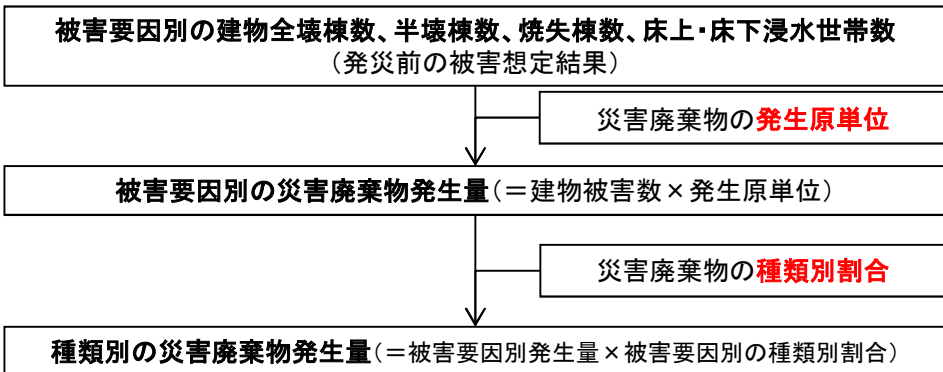 被害要因別の建物全壊棟数、半壊棟数、焼失棟数、床上・床下浸水世帯数
（発災前の被害想定結果）
災害廃棄物の発生原単位
被害要因別の災害廃棄物発生量（＝建物被害数×発生原単位）
災害廃棄物の種類別割合
種類別の災害廃棄物発生量（＝被害要因別発生量×被害要因別の種類別割合）